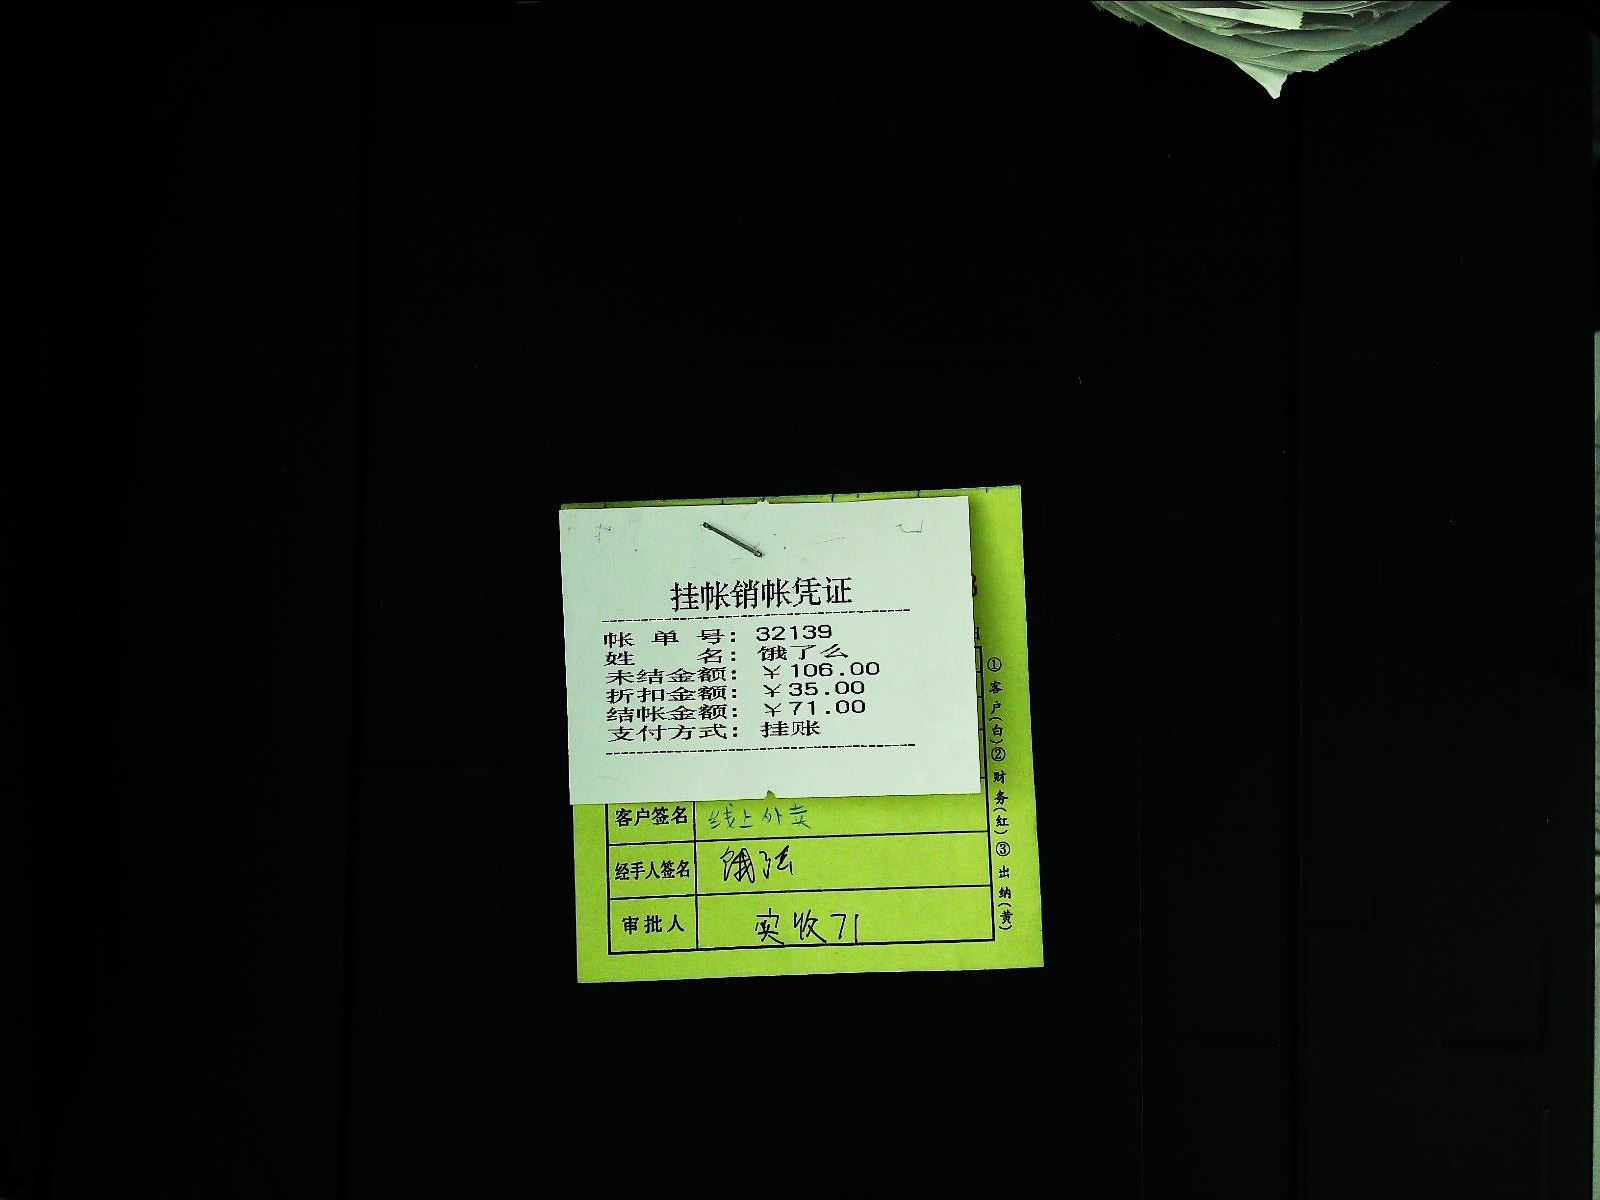 挂帐销帐凭证
帐单号：32139
姓名：饿了么
未结金额：￥106.00
折扣金额：￥35.00
结帐金额：￥71.00
支付方式：挂账
客户签名 线上外卖
经手人签名
审批人 实收71
①客户(白)②财务(红)③出纳(黄)